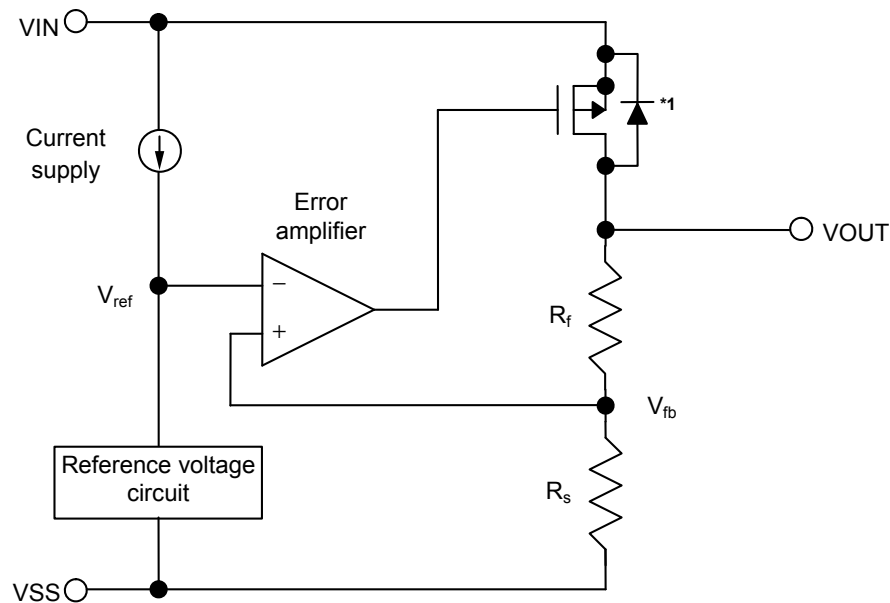 VIN
*1
Current
supply
Error
amplifier
VOUT
Vref
−
+
Rf
Vfb
Reference voltage
circuit
Rs
VSS